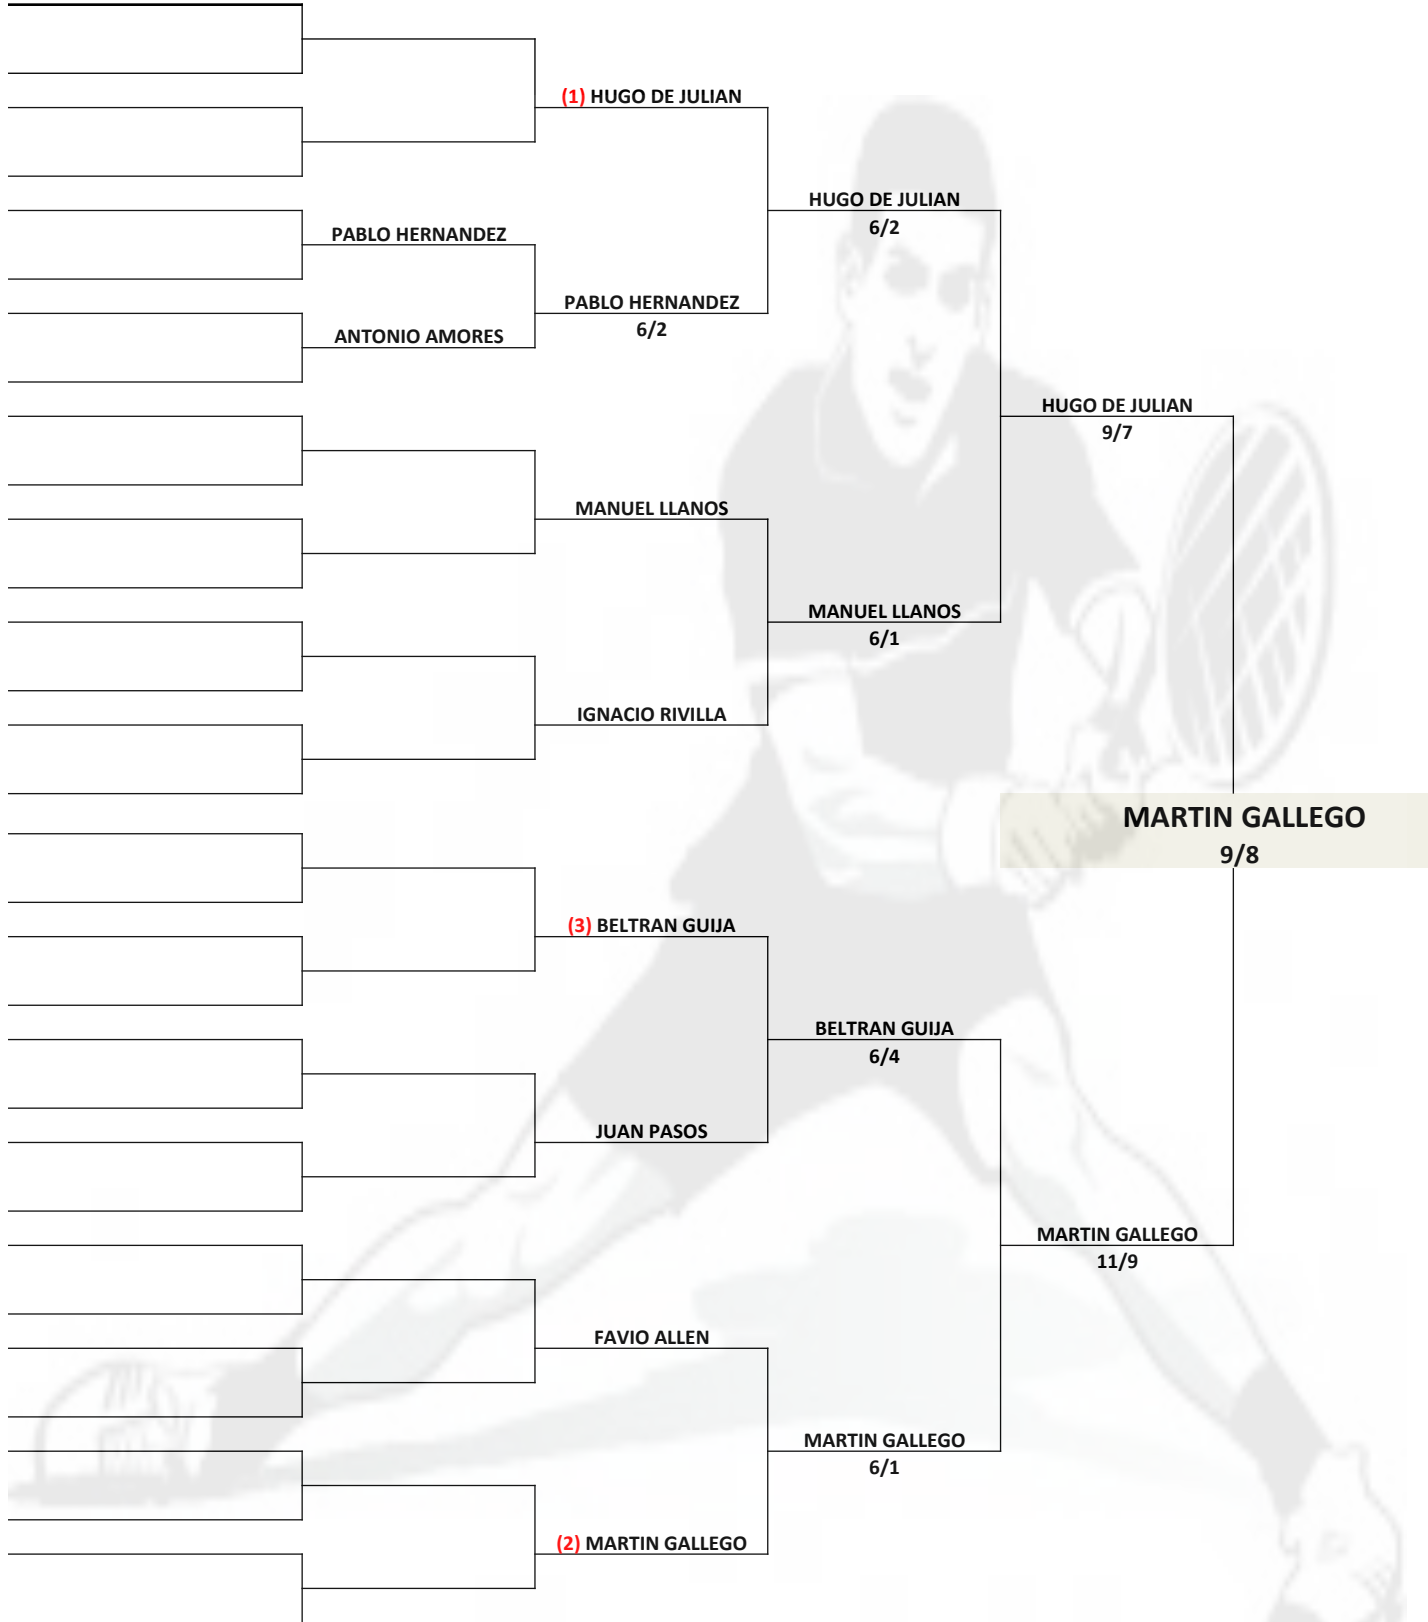 (1) HUGO DE JULIAN
HUGO DE JULIAN
6/2
PABLO HERNANDEZ
PABLO HERNANDEZ
6/2
ANTONIO AMORES
HUGO DE JULIAN
9/7
MANUEL LLANOS
MANUEL LLANOS
6/1
IGNACIO RIVILLA
MARTIN GALLEGO
9/8
(3) BELTRAN GUIJA
BELTRAN GUIJA
6/4
JUAN PASOS
MARTIN GALLEGO
11/9
FAVIO ALLEN
MARTIN GALLEGO
6/1
(2) MARTIN GALLEGO